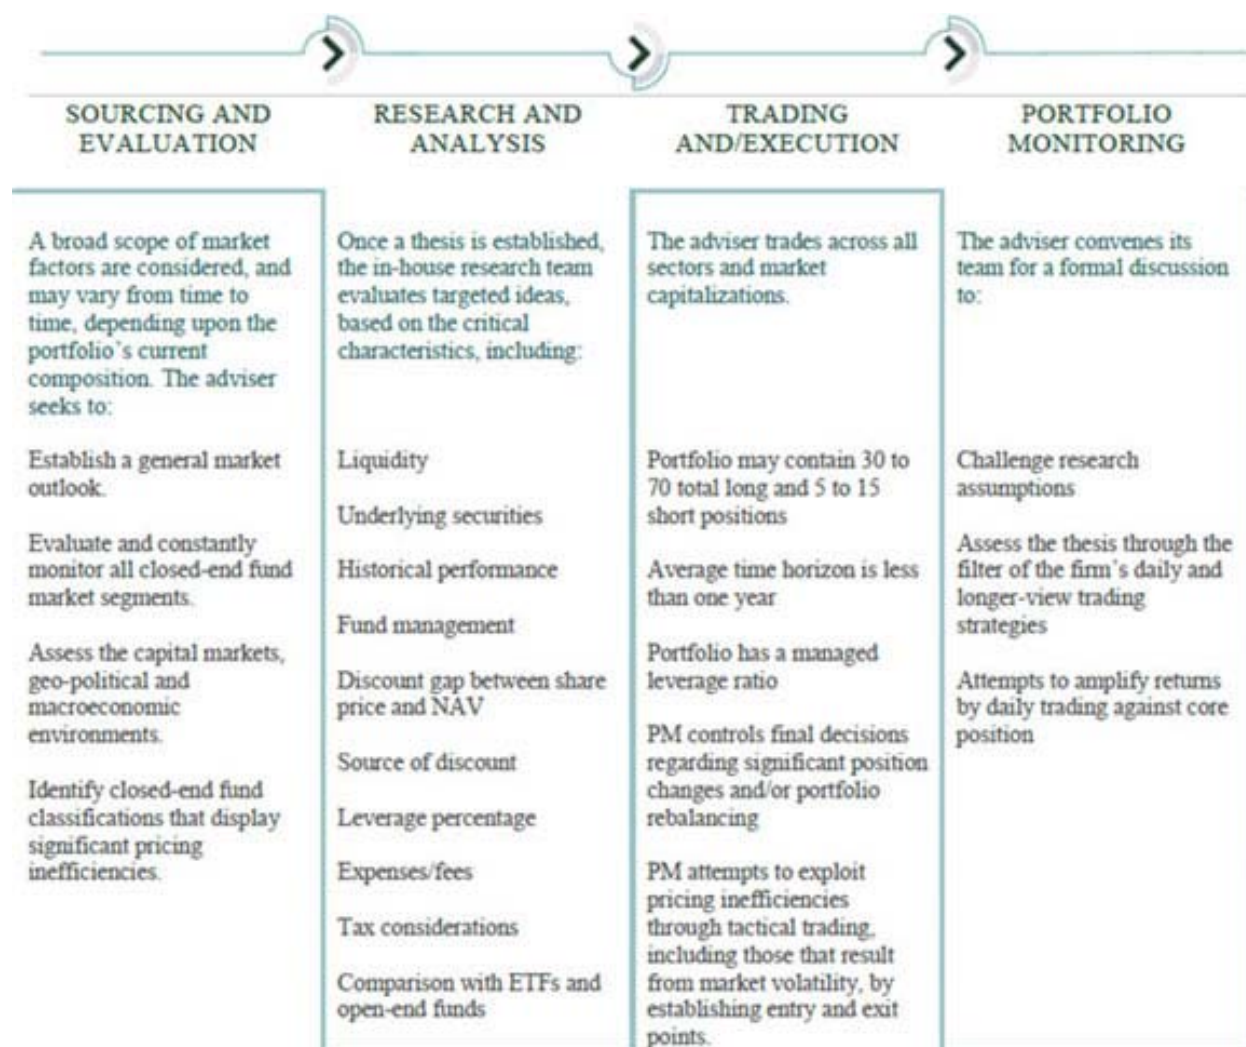 SOURCING AND
EVALUATION
A broad scope of market
factors are considered, and
may vary from time to
time, depending upon the
portfolio's current
composition. The adviser
seeks to:
Establish a general market
outlook.
Evaluate and constantly
monitor all closed-end fund
market segments.
Assess the capital markets,
geo-political and
macroeconomic
environments.
Identify closed-end fund
classifications that display
significant pricing
inefficiencies.
RESEARCH AND
ANALYSIS
Once a thesis is established,
the in-house research team
evaluates targeted ideas,
based on the critical
characteristics, including:
Liquidity
Underlying securities
Historical performance
Fund management
Discount gap between share
price and NAV
Source of discount
Leverage percentage
Expenses/fees
Tax considerations
Comparison with ETFs and
open-end funds
TRADING
AND/EXECUTION
The adviser trades across all
sectors and market
capitalizations.
Portfolio may contain 30 to
70 total long and 5 to 15
short positions
Average time horizon is less
than one year
Portfolio has a managed
leverage ratio
PM controls final decisions
regarding significant position
changes and/or portfolio
rebalancing
PM attempts to exploit
pricing inefficiencies
through tactical trading,
including those that result
from market volatility, by
establishing entry and exit
points.
PORTFOLIO
MONITORING
The adviser convenes its
team for a formal discussion
to:
Challenge research
assumptions
Assess the thesis through the
filter of the firm's daily and
longer-view trading
strategies
Attempts to amplify returns
by daily trading against core
position